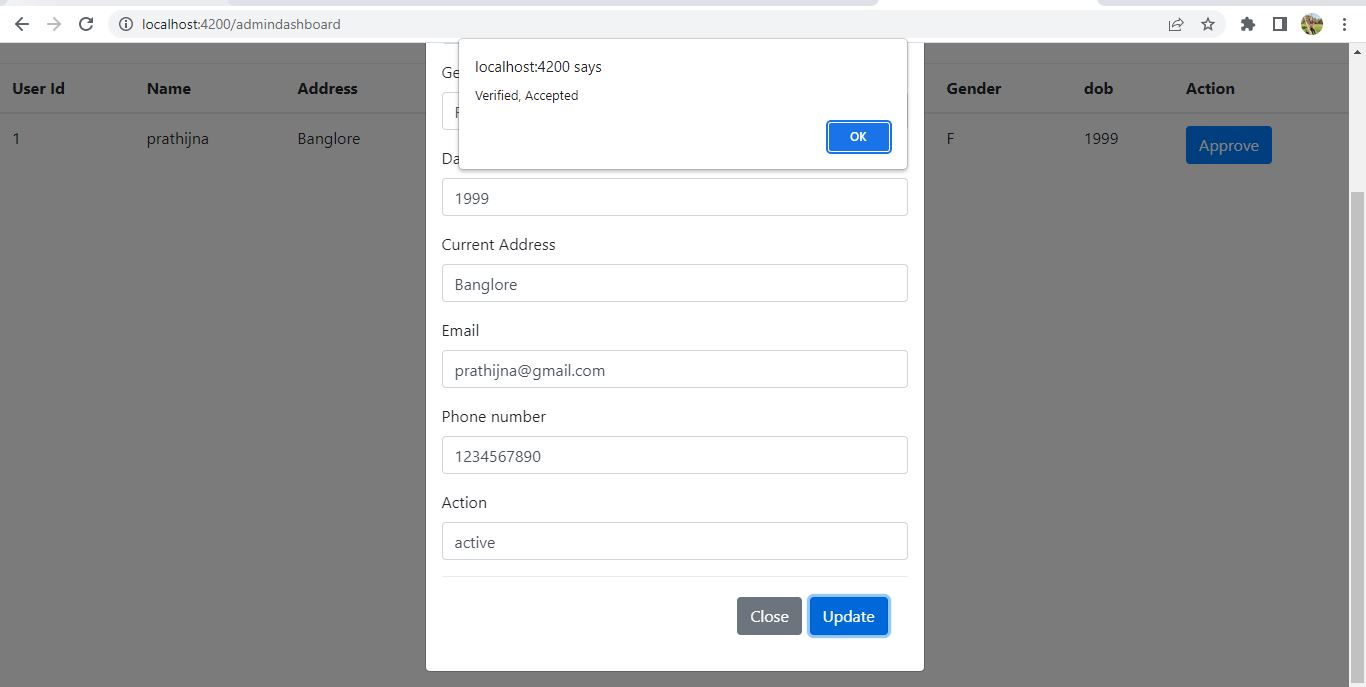 localhost:4200/admindashboard
localhost:4200 says
Verified, Accepted
OK
User Id Name Address Gender dob Action
1 prathijna Banglore F 1999 Approve
1999
Current Address
Banglore
Email
prathijna@gmail.com
Phone number
1234567890
Action
active
Close Update